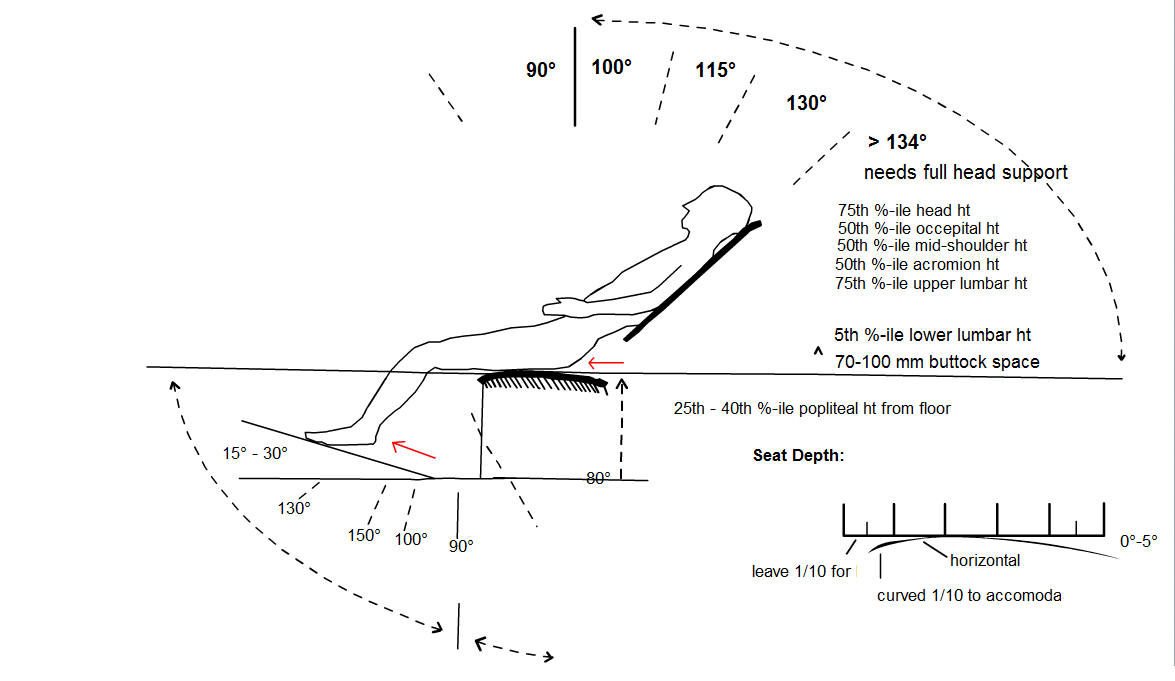 90° 100° 115°
130°
> 134°
needs full head support
75th %-ile head ht
50th %-ile occepital ht
50th %-ile mid-shoulder ht
50th %-ile acromion ht
75th %-ile upper lumbar ht
5th %-ile lower lumbar ht
70-100 mm buttock space
25th - 40th %-ile popliteal ht from floor
15° - 30°
80°
130°
150° 100° 90°
Seat Depth:
0°-5°
horizontal
leave 1/10 for
curved 1/10 to accomoda